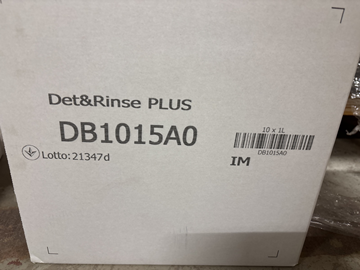 Det&Rinse PLUS
DB1015A0
Lotto: 21347d
10 x 1L
DB1015A0
IM